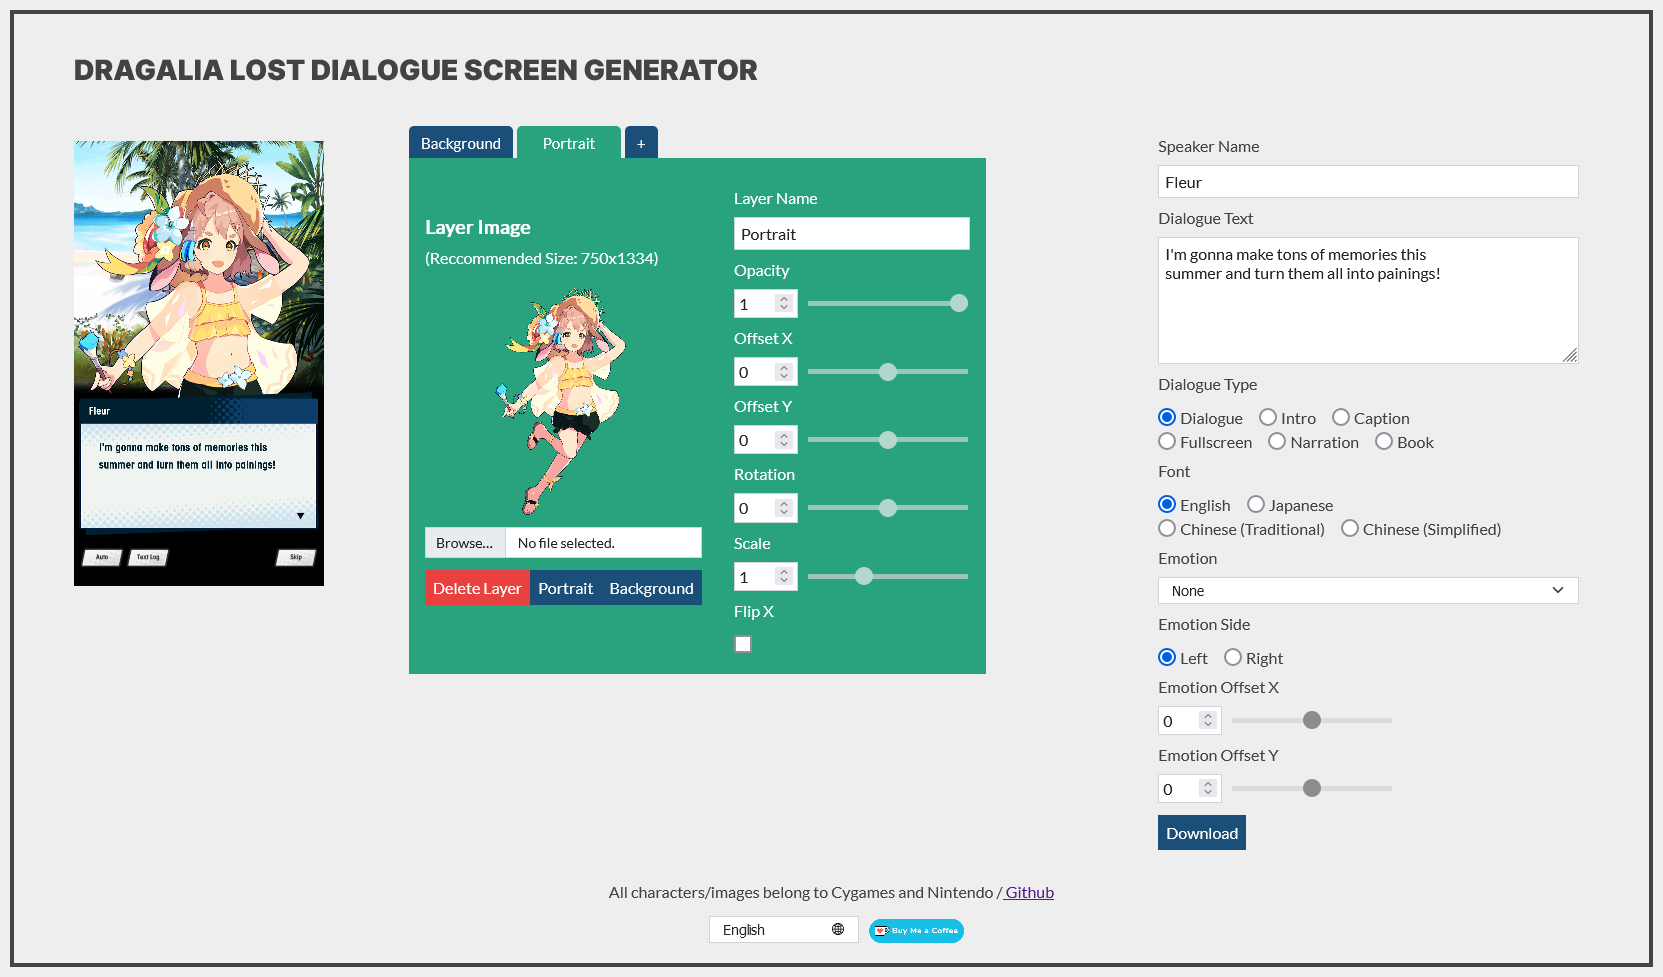 DRAGALIA LOST DIALOGUE SCREEN GENERATOR
Fleur
I'm gonna make tons of memories this
summer and turn them all into painings!
Auto
Text Log
Skip
Background
Portrait
+
Layer Image
(Reccommended Size: 750x1334)
Browse...
No file selected.
Delete Layer
Portrait
Background
Layer Name
Portrait
Opacity
1
Offset X
0
Offset Y
0
Rotation
0
Scale
1
Flip X
Speaker Name
Fleur
Dialogue Text
I'm gonna make tons of memories this
summer and turn them all into painings!
Dialogue Type
Dialogue Intro Caption
Fullscreen Narration Book
Font
English Japanese
Chinese (Traditional) Chinese (Simplified)
Emotion
None
Emotion Side
Left Right
Emotion Offset X
0
Emotion Offset Y
0
Download
All characters/images belong to Cygames and Nintendo / Github
English
Buy Me a Coffee